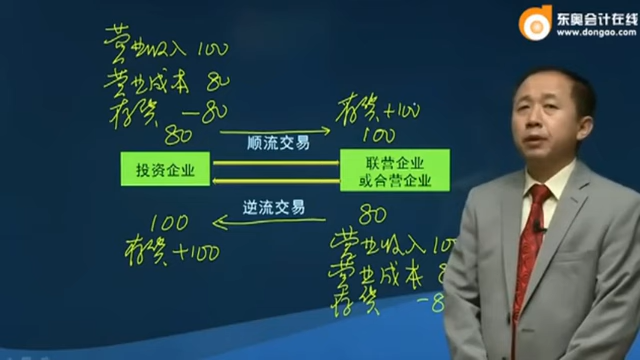 东奥会计在线
www.dongao.com
营业收入 100
营业成本 80
存货 -80
80
存货+100
100
顺流交易
投资企业
联营企业
或合营企业
逆流交易
100
存货+100
80
营业收入 10
营业成本
存货 -8